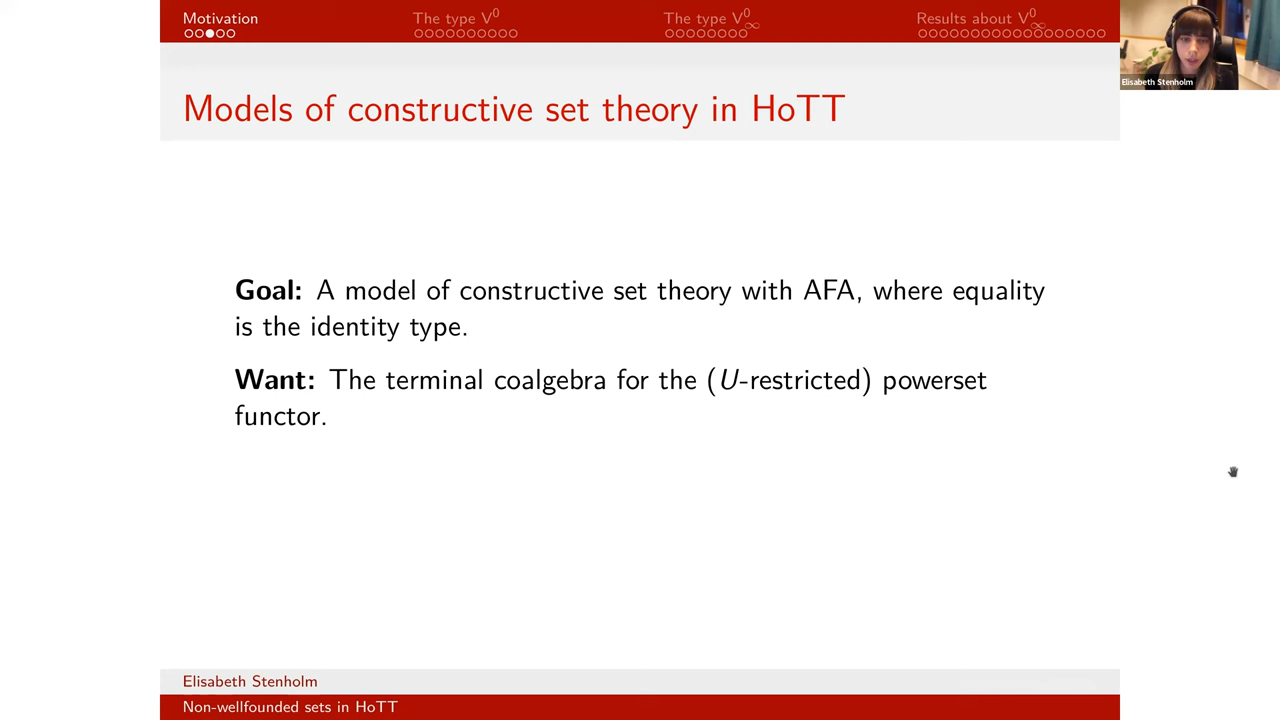 Motivation
The type V⁰
The type V⁰∞
Results about V⁰∞
Elisabeth Stenholm
Models of constructive set theory in HoTT
Goal: A model of constructive set theory with AFA, where equality
is the identity type.
Want: The terminal coalgebra for the (U-restricted) powerset
functor.
Elisabeth Stenholm
Non-wellfounded sets in HoTT